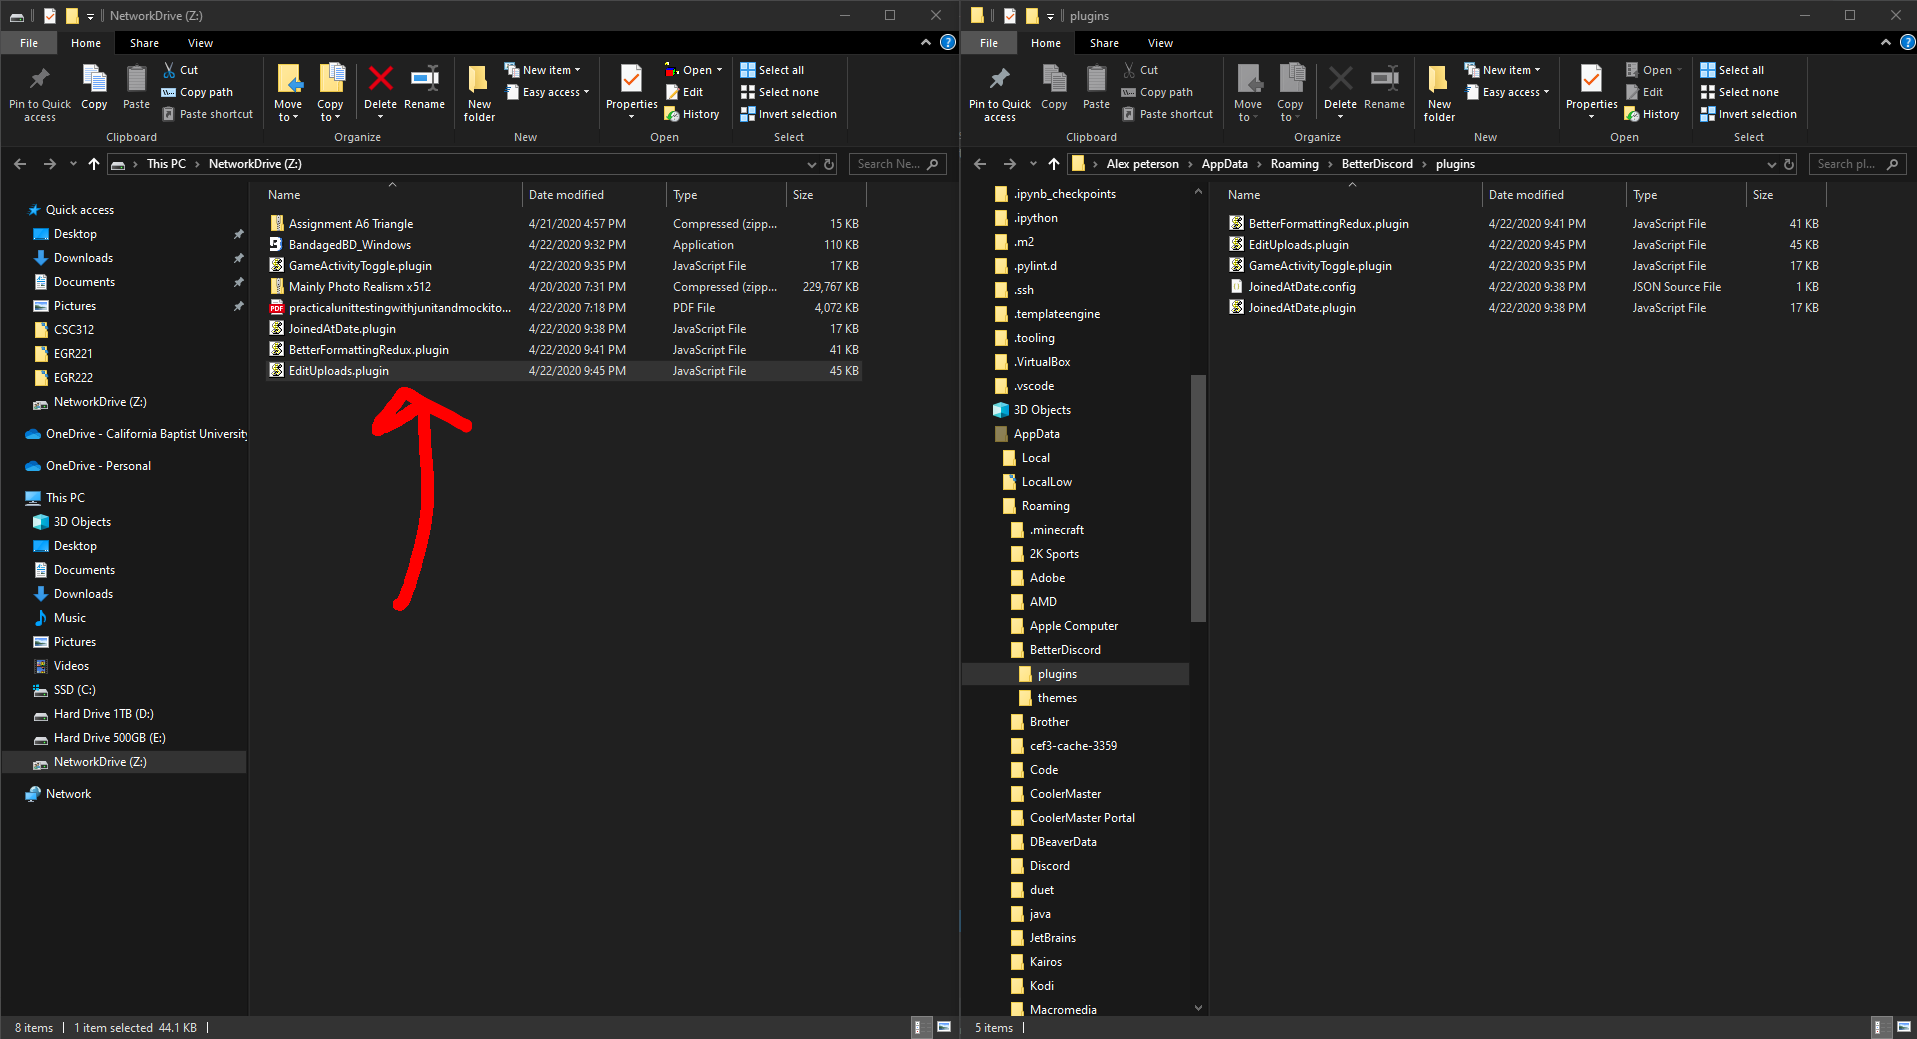 NetworkDrive (Z:)
File Home Share View
Pin to Quick access
Copy
Paste
Cut
Copy path
Paste shortcut
Clipboard
Move to
Copy to
Delete
Rename
Organize
New folder
New item
Easy access
New
Properties
Open
Edit
History
Open
Select all
Select none
Invert selection
Select
This PC › NetworkDrive (Z:)
Search Ne...
Quick access
Desktop
Downloads
Documents
Pictures
CSC312
EGR221
EGR222
NetworkDrive (Z:)
OneDrive - California Baptist University
OneDrive - Personal
This PC
3D Objects
Desktop
Documents
Downloads
Music
Pictures
Videos
SSD (C:)
Hard Drive 1TB (D:)
Hard Drive 500GB (E:)
NetworkDrive (Z:)
Network
Name Date modified Type Size
Assignment A6 Triangle 4/21/2020 4:57 PM Compressed (zipp... 15 KB
BandagedBD_Windows 4/22/2020 9:32 PM Application 110 KB
GameActivityToggle.plugin 4/22/2020 9:35 PM JavaScript File 17 KB
Mainly Photo Realism x512 4/20/2020 7:31 PM Compressed (zipp... 229,767 KB
PDF practicalunittestingwithjunitandmockito... 4/22/2020 7:18 PM PDF File 4,072 KB
JoinedAtDate.plugin 4/22/2020 9:38 PM JavaScript File 17 KB
BetterFormattingRedux.plugin 4/22/2020 9:41 PM JavaScript File 41 KB
EditUploads.plugin 4/22/2020 9:45 PM JavaScript File 45 KB
8 items 1 item selected 44.1 KB
plugins
File Home Share View
Pin to Quick access
Copy
Paste
Cut
Copy path
Paste shortcut
Clipboard
Move to
Copy to
Delete
Rename
Organize
New folder
New item
Easy access
New
Properties
Open
Edit
History
Open
Select all
Select none
Invert selection
Select
Alex peterson › AppData › Roaming › BetterDiscord › plugins
Search pl...
.ipynb_checkpoints
.ipython
.m2
.pylint.d
.ssh
.templateengine
.tooling
.VirtualBox
.vscode
3D Objects
AppData
Local
LocalLow
Roaming
.minecraft
2K Sports
Adobe
AMD
Apple Computer
BetterDiscord
plugins
themes
Brother
cef3-cache-3359
Code
CoolerMaster
CoolerMaster Portal
DBeaverData
Discord
duet
java
JetBrains
Kairos
Kodi
Macromedia
Name Date modified Type Size
BetterFormattingRedux.plugin 4/22/2020 9:41 PM JavaScript File 41 KB
EditUploads.plugin 4/22/2020 9:45 PM JavaScript File 45 KB
GameActivityToggle.plugin 4/22/2020 9:35 PM JavaScript File 17 KB
JoinedAtDate.config 4/22/2020 9:38 PM JSON Source File 1 KB
JoinedAtDate.plugin 4/22/2020 9:38 PM JavaScript File 17 KB
5 items